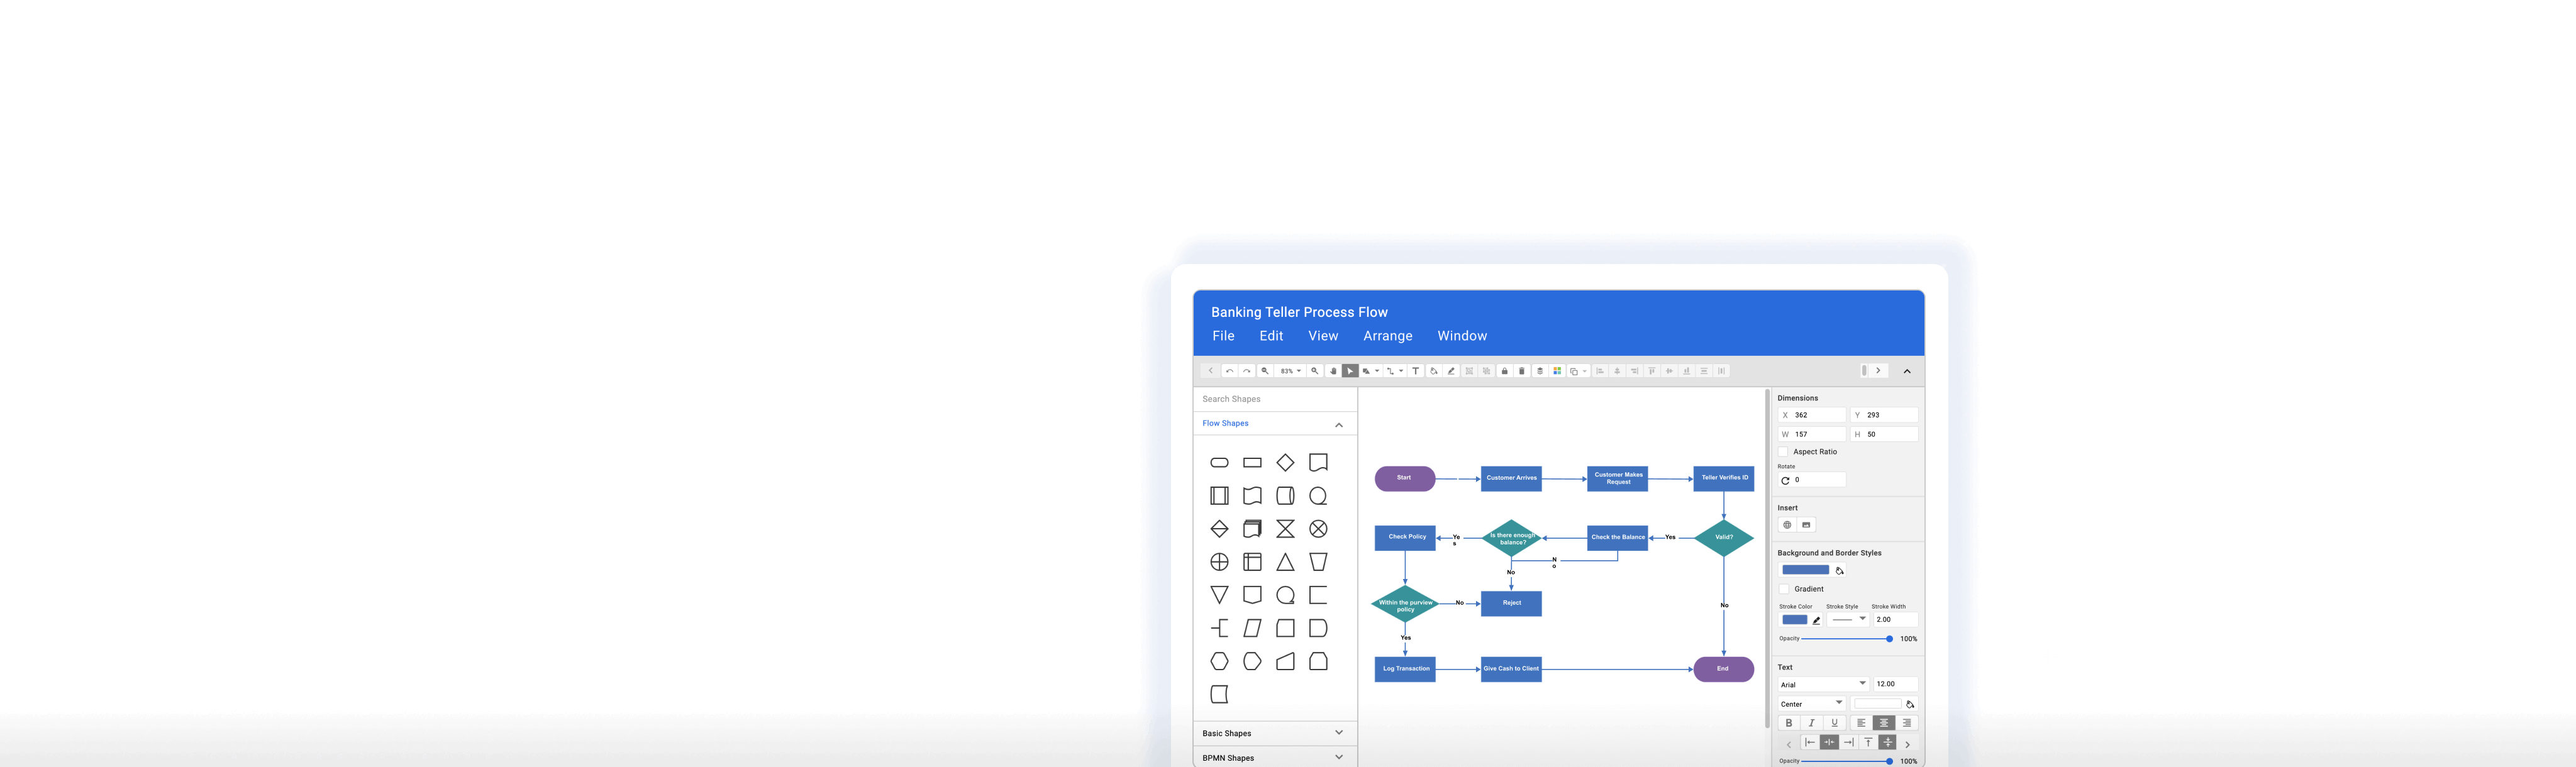 Banking Teller Process Flow
File Edit View Arrange Window
83%
T
Search Shapes
Flow Shapes
Basic Shapes
BPMN Shapes
Start
Customer Arrives
Customer Makes
Request
Teller Verifies ID
Check Policy
Ye
s
Is there enough
balance?
Check the Balance
Yes
Valid?
N
o
No
Within the purview
policy
No
Reject
No
Yes
Log Transaction
Give Cash to Client
End
Dimensions
X 362 Y 293
W 157 H 50
Aspect Ratio
Rotate
0
Insert
Background and Border Styles
Gradient
Stroke Color Stroke Style Stroke Width
2.00
Opacity 100%
Text
Arial 12.00
Center
B I U
Opacity 100%